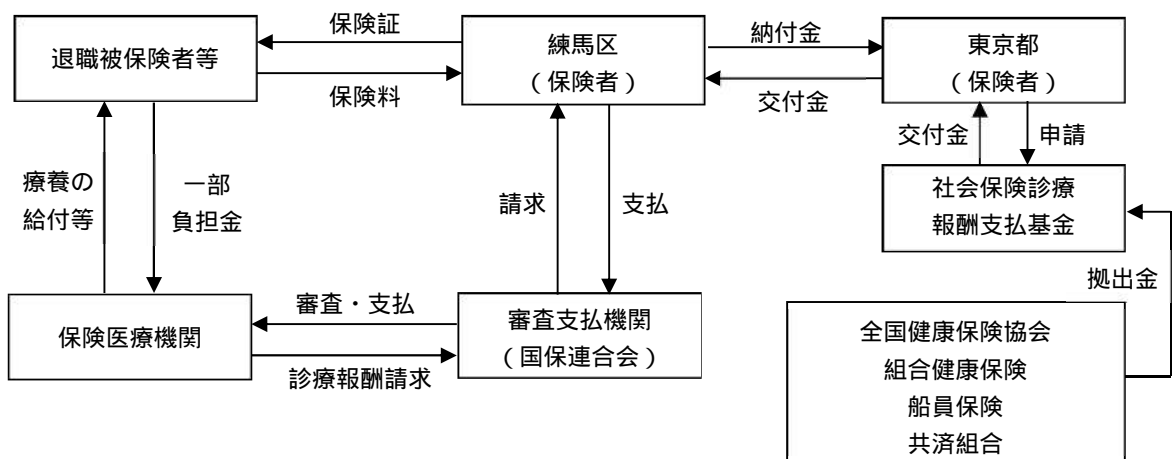 退職被保険者等
保険証
保険料
練馬区
（保険者）
納付金
交付金
東京都
（保険者）
療養の
給付等
一部
負担金
請求
支払
交付金
申請
社会保険診療
報酬支払基金
拠出金
保険医療機関
審査・支払
診療報酬請求
審査支払機関
（国保連合会）
全国健康保険協会
組合健康保険
船員保険
共済組合